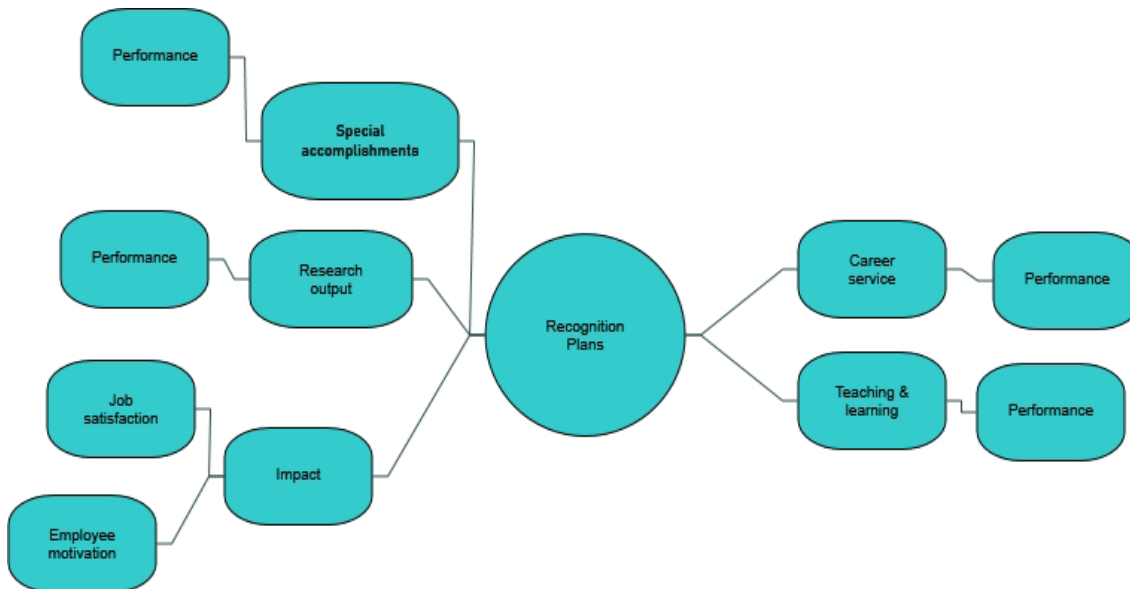 Performance
Special
accomplishments
Performance
Research
output
Job
satisfaction
Impact
Employee
motivation
Recognition
Plans
Career
service
Performance
Teaching &
learning
Performance